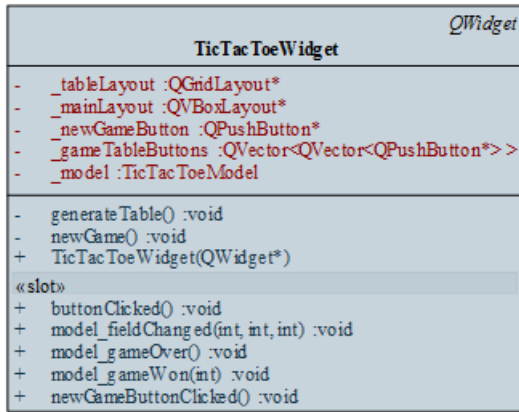 QWidget
TicTacToeWidget
- _tableLayout :QGridLayout*
- _mainLayout :QVBoxLayout*
- _newGameButton :QPushButton*
- _gameTableButtons :QVector<QVector<QPushButton*> >
- _model :TicTacToeModel
- generateTable() :void
- newGame() :void
+ TicTacToeWidget(QWidget*)
«slot»
+ buttonClicked() :void
+ model_fieldChanged(int, int, int) :void
+ model_gameOver() :void
+ model_gameWon(int) :void
+ newGameButtonClicked() :void